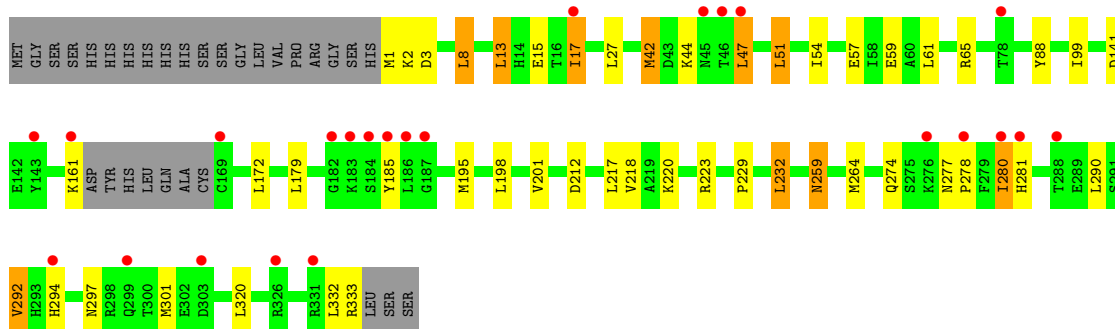 MET GLY SER SER HIS HIS HIS HIS HIS HIS SER SER GLY LEU VAL PRO ARG GLY SER HIS M1 K2 D3 L8 L13 H14 E15 T16 I17 L27 M42 D43 K44 N45 T46 L47 L51 I54 E57 I58 E59 A60 L61 R65 T78 Y88 I99 D141
E142 Y143 K161 ASP TYR HIS LEU GLN ALA CYS C169 L172 L179 G182 K183 S184 Y185 L186 G187 M195 L198 V201 D212 L217 V218 A219 K220 R223 P229 L232 N259 M264 Q274 S275 K276 N277 P278 F279 I280 H281 T288 E289 L290 S291
V292 H293 H294 N297 R298 Q299 T300 M301 E302 D303 L320 R326 R331 L332 R333 LEU SER SER